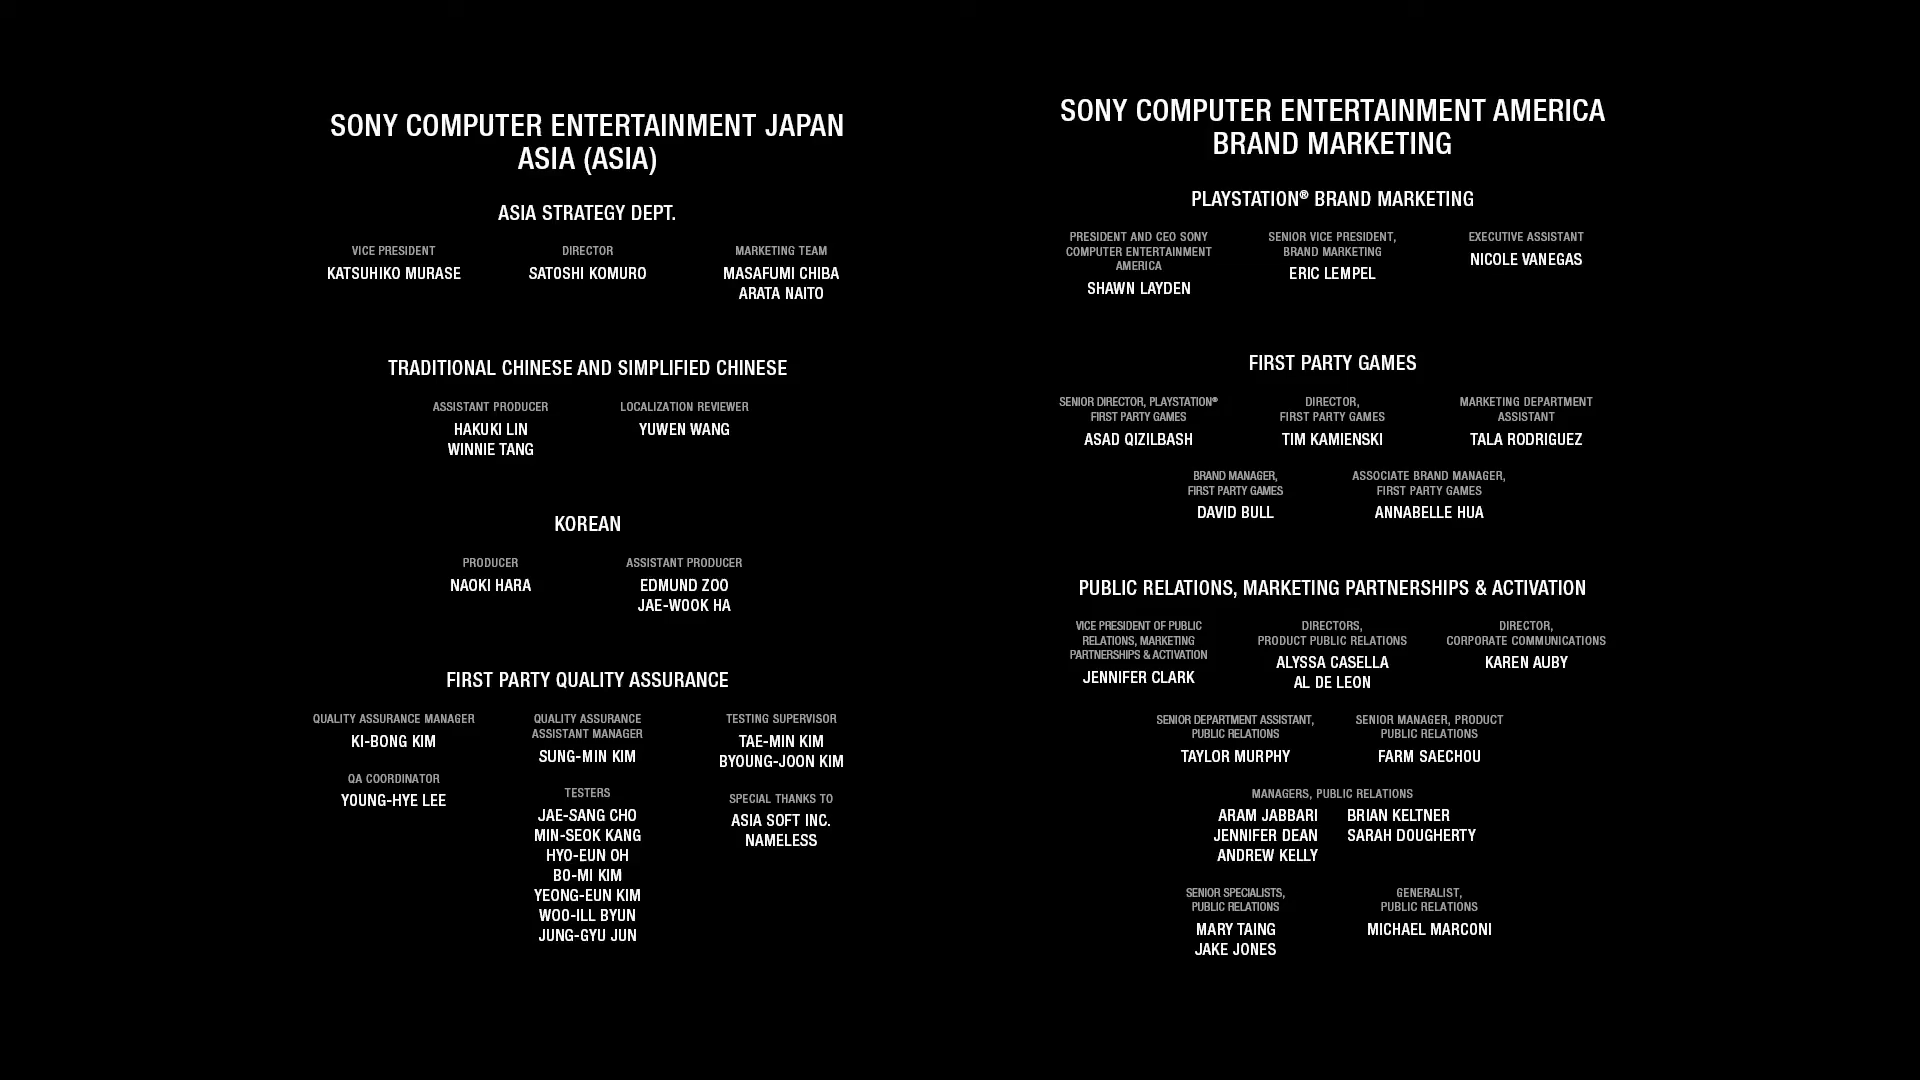 SONY COMPUTER ENTERTAINMENT JAPAN
ASIA (ASIA)
ASIA STRATEGY DEPT.
VICE PRESIDENT
KATSUHIKO MURASE
DIRECTOR
SATOSHI KOMURO
MARKETING TEAM
MASAFUMI CHIBA
ARATA NAITO
TRADITIONAL CHINESE AND SIMPLIFIED CHINESE
ASSISTANT PRODUCER
HAKUKI LIN
WINNIE TANG
LOCALIZATION REVIEWER
YUWEN WANG
KOREAN
PRODUCER
NAOKI HARA
ASSISTANT PRODUCER
EDMUND ZOO
JAE-WOOK HA
FIRST PARTY QUALITY ASSURANCE
QUALITY ASSURANCE MANAGER
KI-BONG KIM
QA COORDINATOR
YOUNG-HYE LEE
QUALITY ASSURANCE
ASSISTANT MANAGER
SUNG-MIN KIM
TESTERS
JAE-SANG CHO
MIN-SEOK KANG
HYO-EUN OH
BO-MI KIM
YEONG-EUN KIM
WOO-ILL BYUN
JUNG-GYU JUN
TESTING SUPERVISOR
TAE-MIN KIM
BYOUNG-JOON KIM
SPECIAL THANKS TO
ASIA SOFT INC.
NAMELESS
SONY COMPUTER ENTERTAINMENT AMERICA
BRAND MARKETING
PLAYSTATION® BRAND MARKETING
PRESIDENT AND CEO SONY
COMPUTER ENTERTAINMENT
AMERICA
SHAWN LAYDEN
SENIOR VICE PRESIDENT,
BRAND MARKETING
ERIC LEMPEL
EXECUTIVE ASSISTANT
NICOLE VANEGAS
FIRST PARTY GAMES
SENIOR DIRECTOR, PLAYSTATION®
FIRST PARTY GAMES
ASAD QIZILBASH
DIRECTOR,
FIRST PARTY GAMES
TIM KAMIENSKI
MARKETING DEPARTMENT
ASSISTANT
TALA RODRIGUEZ
BRAND MANAGER,
FIRST PARTY GAMES
DAVID BULL
ASSOCIATE BRAND MANAGER,
FIRST PARTY GAMES
ANNABELLE HUA
PUBLIC RELATIONS, MARKETING PARTNERSHIPS & ACTIVATION
VICE PRESIDENT OF PUBLIC
RELATIONS, MARKETING
PARTNERSHIPS & ACTIVATION
JENNIFER CLARK
DIRECTORS,
PRODUCT PUBLIC RELATIONS
ALYSSA CASELLA
AL DE LEON
DIRECTOR,
CORPORATE COMMUNICATIONS
KAREN AUBY
SENIOR DEPARTMENT ASSISTANT,
PUBLIC RELATIONS
TAYLOR MURPHY
SENIOR MANAGER, PRODUCT
PUBLIC RELATIONS
FARM SAECHOU
MANAGERS, PUBLIC RELATIONS
ARAM JABBARI
JENNIFER DEAN
ANDREW KELLY
BRIAN KELTNER
SARAH DOUGHERTY
SENIOR SPECIALISTS,
PUBLIC RELATIONS
MARY TAING
JAKE JONES
GENERALIST,
PUBLIC RELATIONS
MICHAEL MARCONI